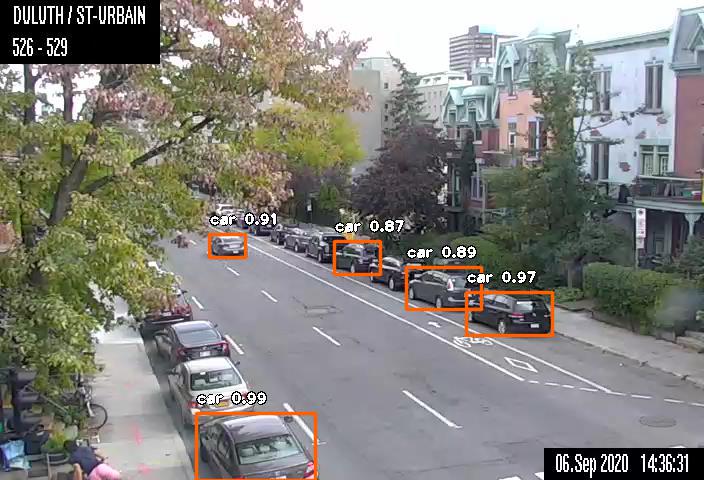 DULUTH / ST-URBAIN
526 - 529
car 0.91
car 0.87
car 0.89
car 0.97
car 0.99
06.Sep 2020 14:36:31